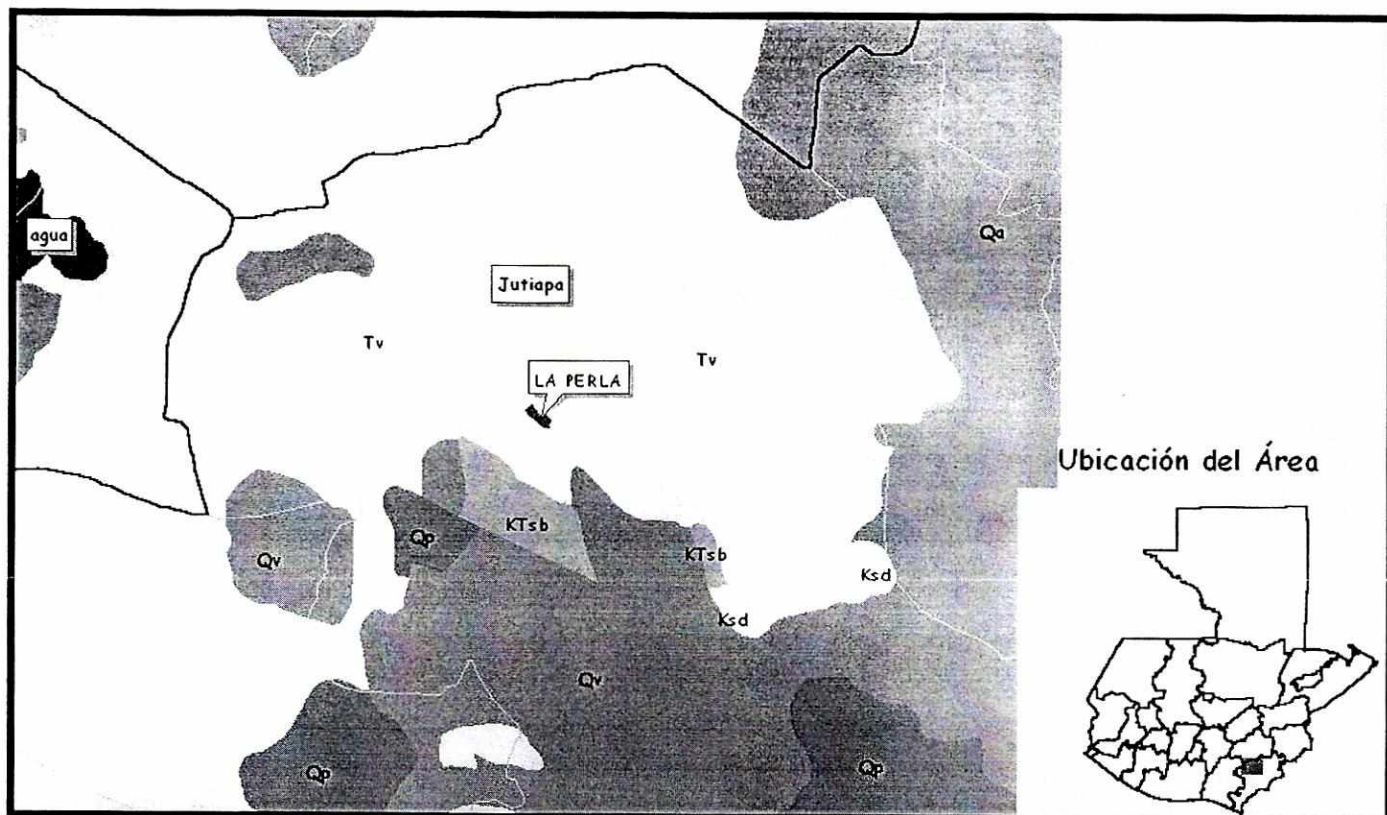 Qa
agua
Jutiapa
Tv
Tv
LA PERLA
Ubicación del Área
KTsb
Qp
KTsb
Qv
Ksd
Ksd
Qv
Qp
Qp